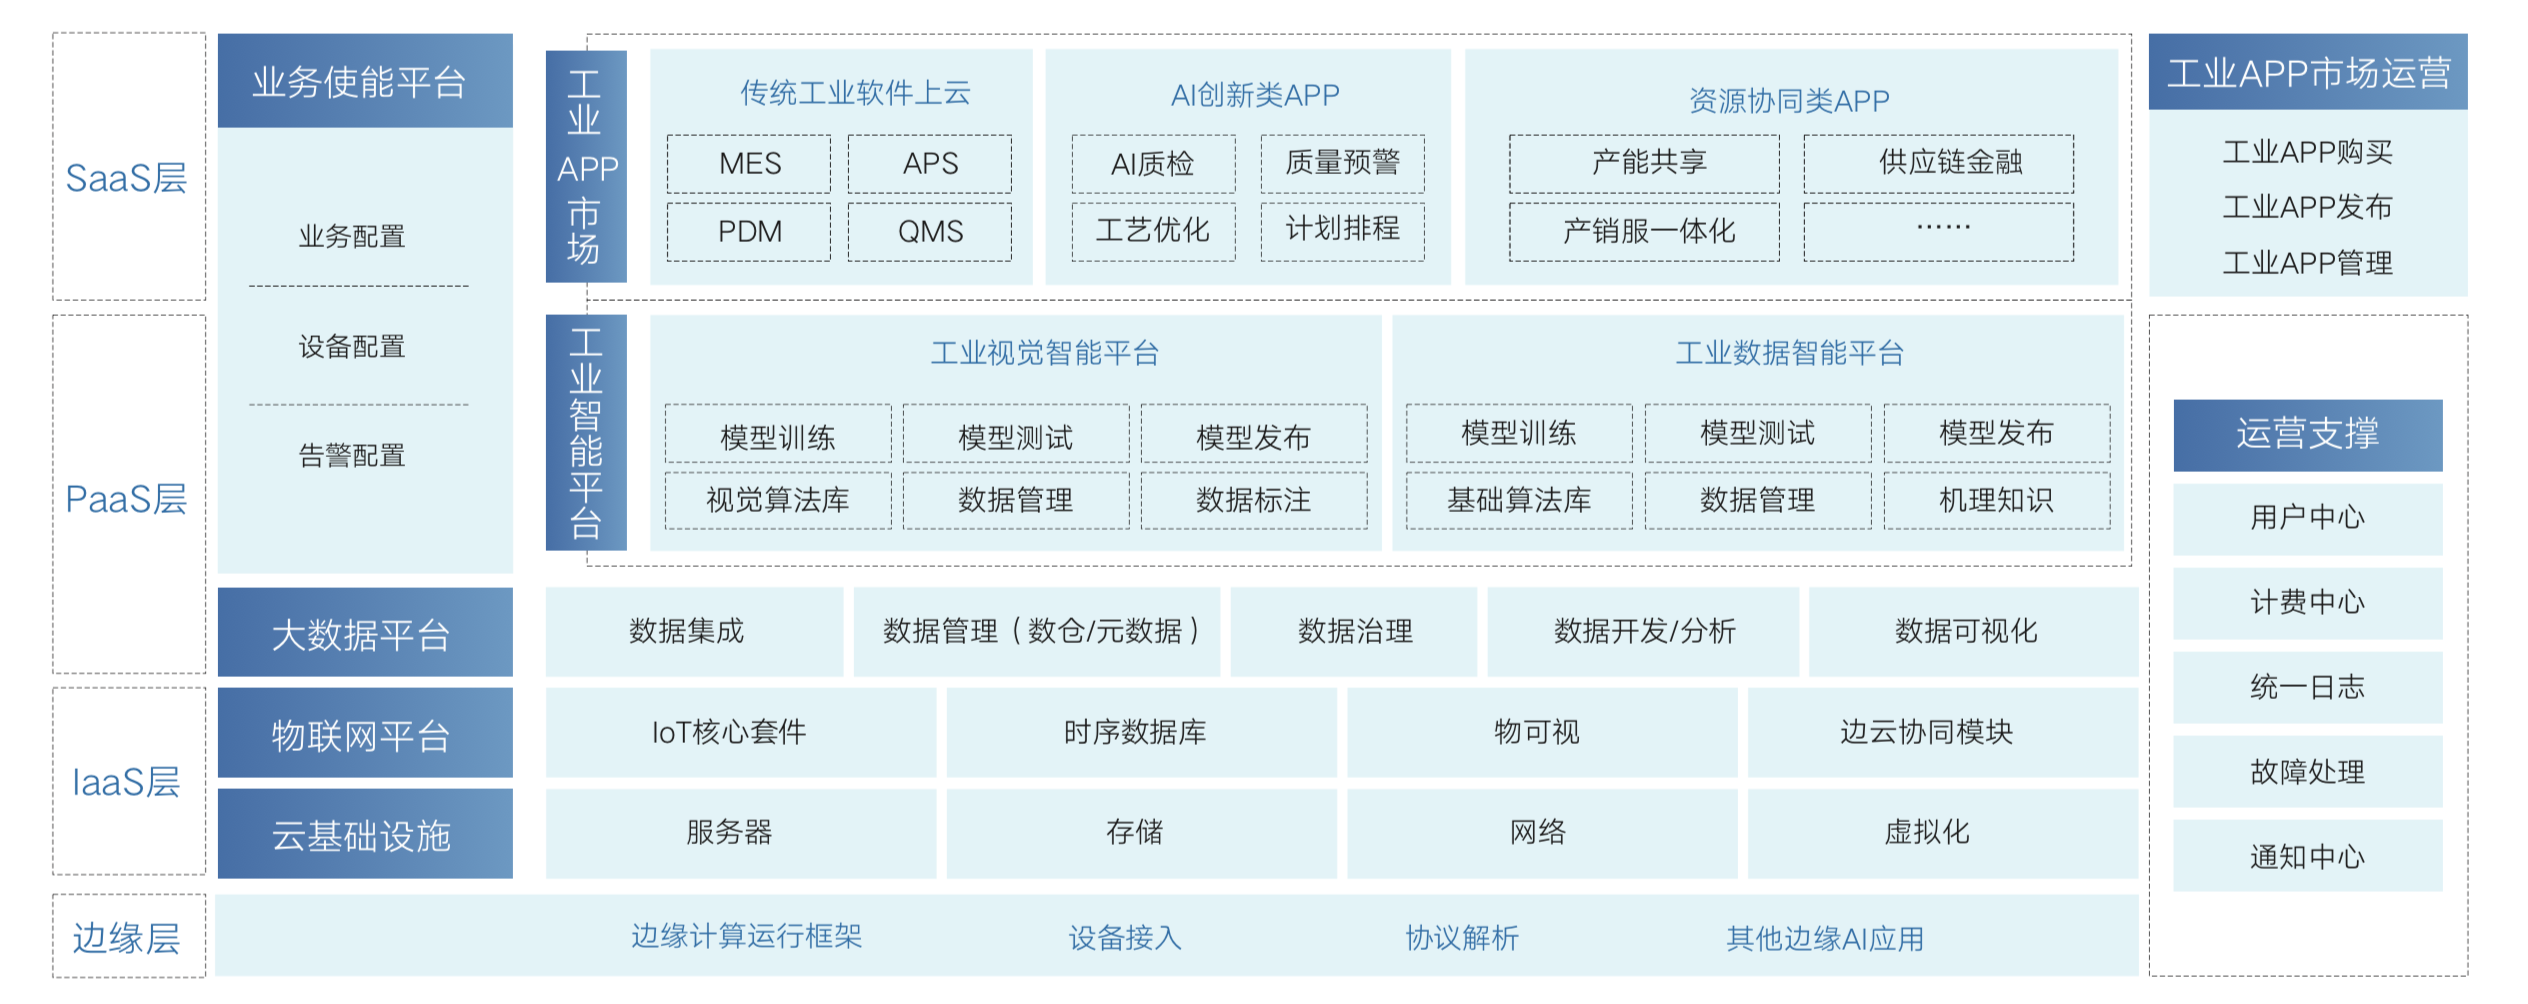 SaaS层
业务使能平台
业务配置
设备配置
告警配置
工业APP市场
传统工业软件上云
MES
APS
PDM
QMS
AI创新类APP
AI质检
质量预警
工艺优化
计划排程
资源协同类APP
产能共享
供应链金融
产销服一体化
……
工业APP市场运营
工业APP购买
工业APP发布
工业APP管理
PaaS层
工业智能平台
工业视觉智能平台
模型训练
模型测试
模型发布
视觉算法库
数据管理
数据标注
工业数据智能平台
模型训练
模型测试
模型发布
基础算法库
数据管理
机理知识
大数据平台
数据集成
数据管理（数仓/元数据）
数据治理
数据开发/分析
数据可视化
IaaS层
物联网平台
IoT核心套件
时序数据库
物可视
边云协同模块
云基础设施
服务器
存储
网络
虚拟化
边缘层
边缘计算运行框架
设备接入
协议解析
其他边缘AI应用
运营支撑
用户中心
计费中心
统一日志
故障处理
通知中心